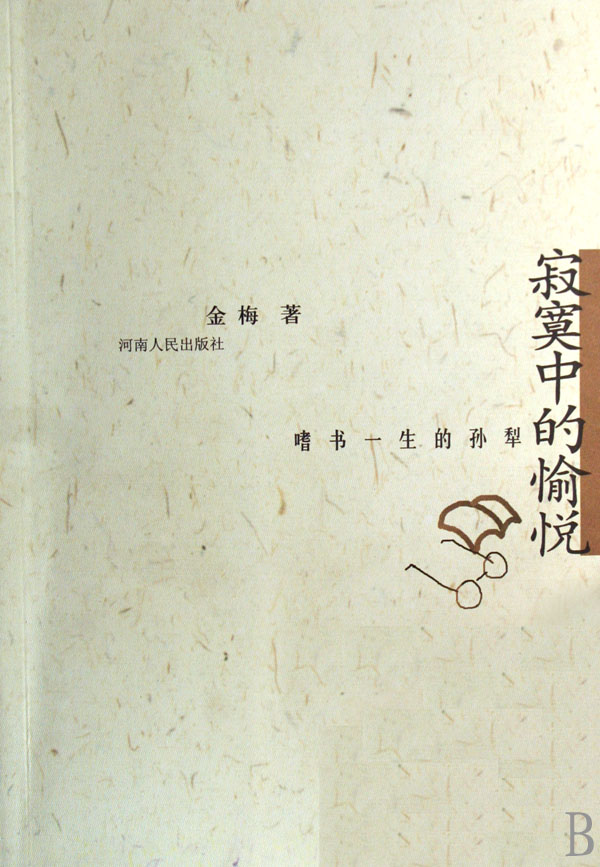 寂寞中的愉悦
金梅 著
河南人民出版社
嗜书一生的孙犁
B